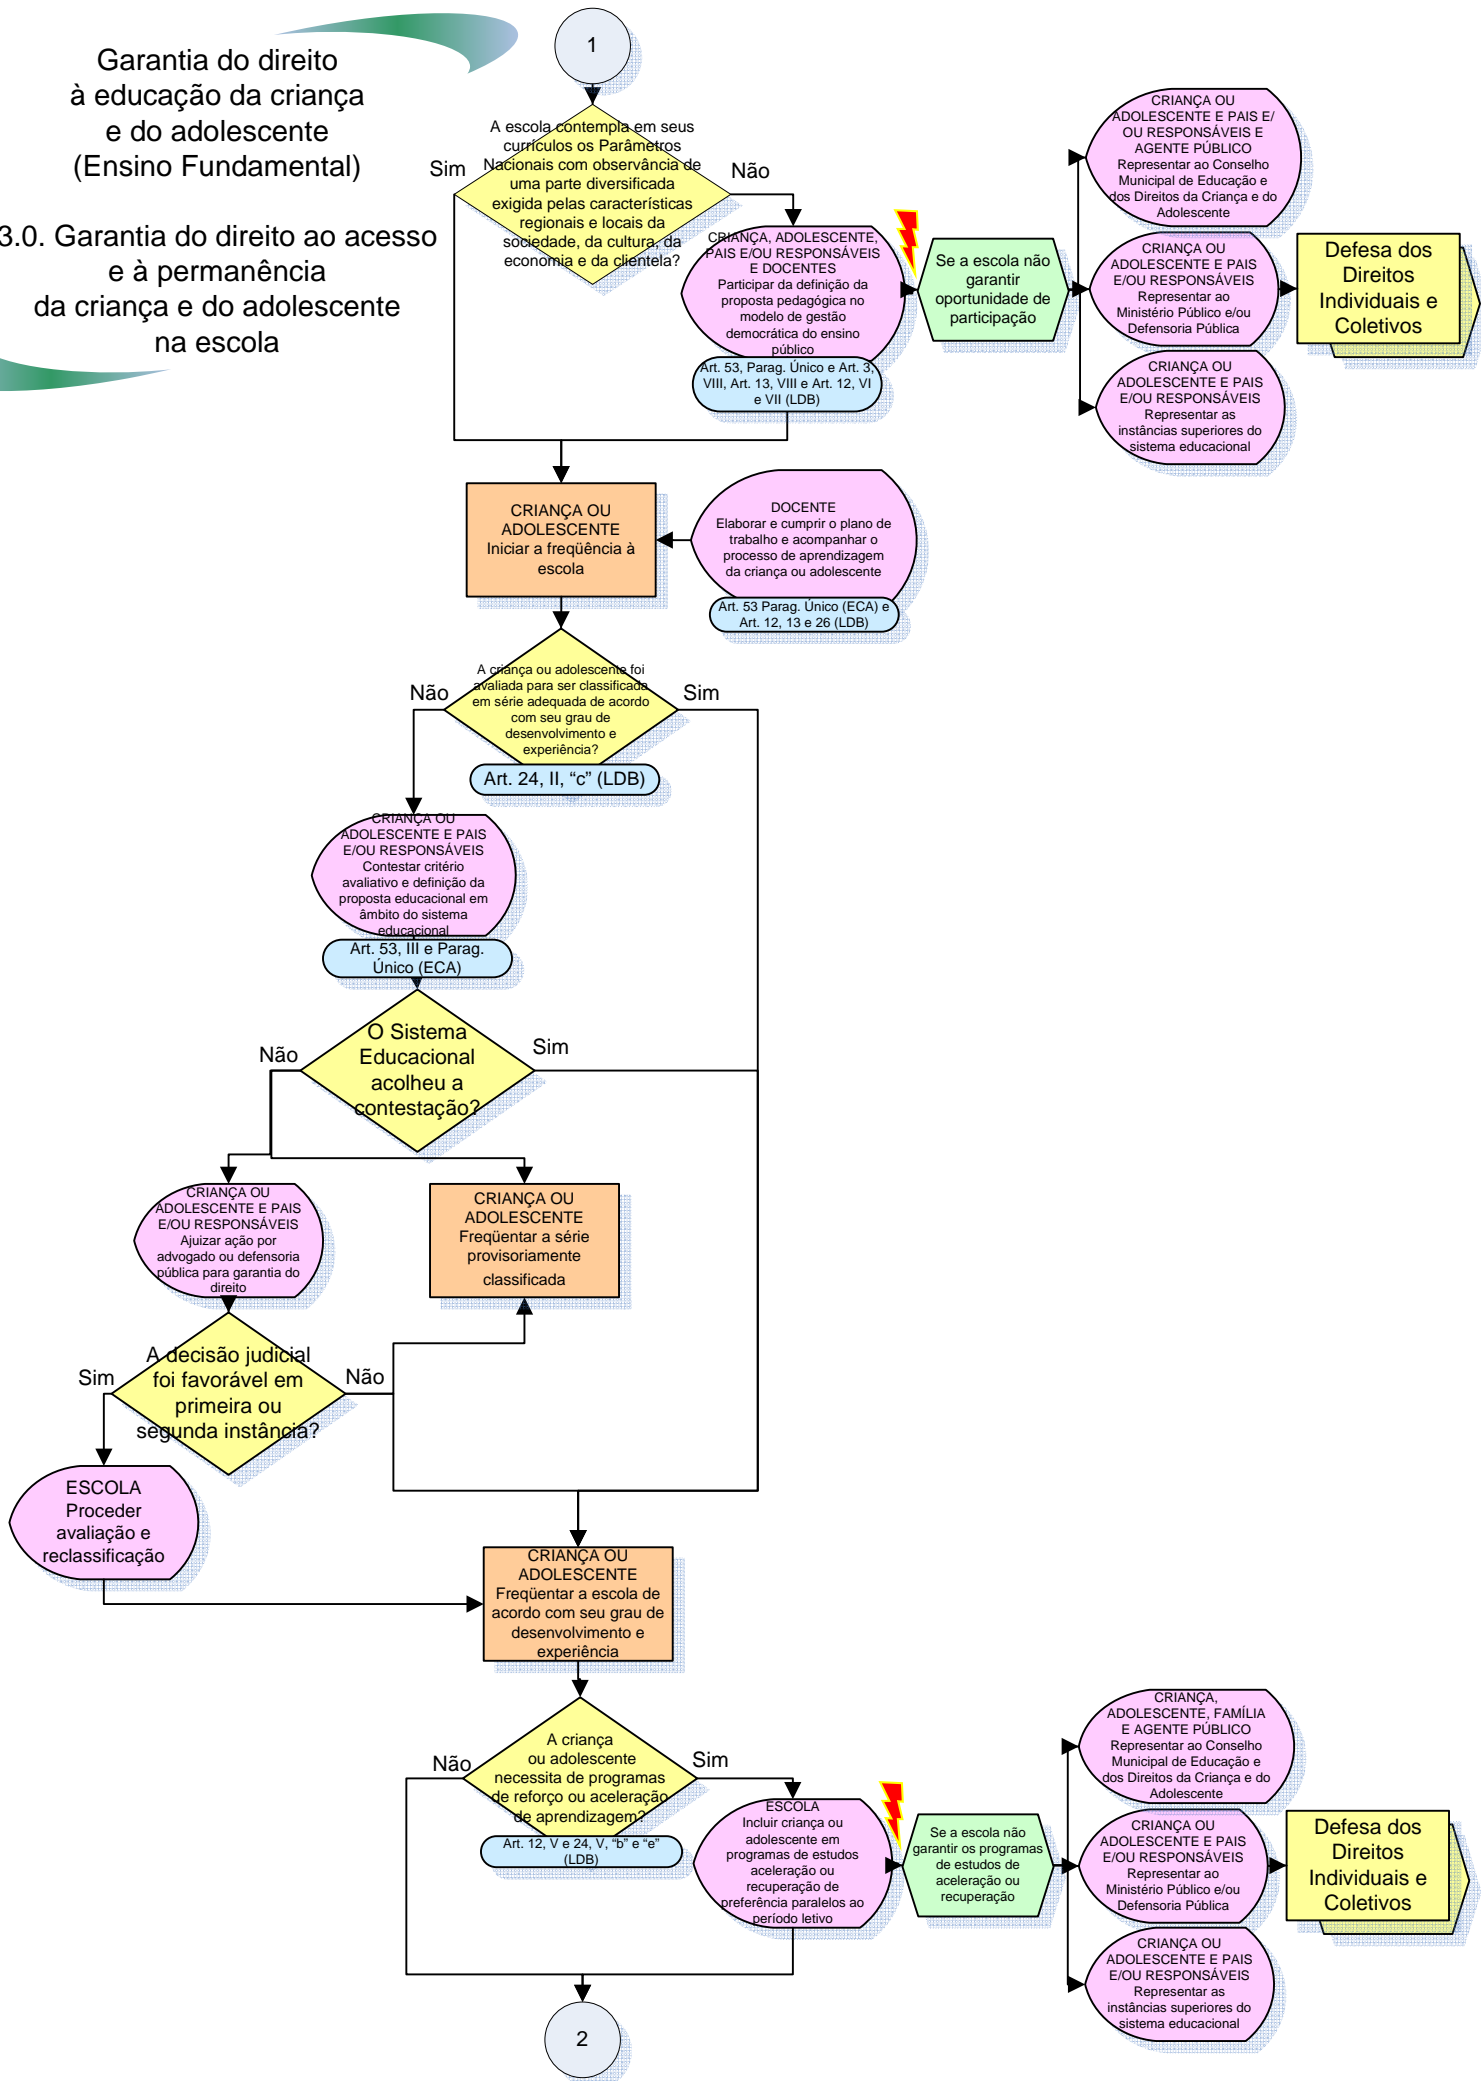 Garantia do direito
à educação da criança
e do adolescente
(Ensino Fundamental)
3.0. Garantia do direito ao acesso
e à permanência
da criança e do adolescente
na escola
1
A escola contempla em seus
currículos os Parâmetros
Nacionais com observância de
uma parte diversificada
exigida pelas características
regionais e locais da
sociedade, da cultura, da
economia e da clientela?
Sim
Não
CRIANÇA, ADOLESCENTE,
PAIS E/OU RESPONSÁVEIS
E DOCENTES
Participar da definição da
proposta pedagógica no
modelo de gestão
democrática do ensino
público
Art. 53, Parag. Único e Art. 3,
VIII, Art. 13, VIII e Art. 12, VI
e VII (LDB)
Se a escola não
garantir
oportunidade de
participação
CRIANÇA OU
ADOLESCENTE E PAIS E/
OU RESPONSÁVEIS E
AGENTE PÚBLICO
Representar ao Conselho
Municipal de Educação e
dos Direitos da Criança e do
Adolescente
CRIANÇA OU
ADOLESCENTE E PAIS
E/OU RESPONSÁVEIS
Representar ao
Ministério Público e/ou
Defensoria Pública
Defesa dos
Direitos
Individuais e
Coletivos
CRIANÇA OU
ADOLESCENTE E PAIS
E/OU RESPONSÁVEIS
Representar as
instâncias superiores do
sistema educacional
CRIANÇA OU
ADOLESCENTE
Iniciar a freqüência à
escola
DOCENTE
Elaborar e cumprir o plano de
trabalho e acompanhar o
processo de aprendizagem
da criança ou adolescente
Art. 53 Parag. Único (ECA) e
Art. 12, 13 e 26 (LDB)
A criança ou adolescente foi
avaliada para ser classificada
em série adequada de acordo
com seu grau de
desenvolvimento e
experiência?
Não
Sim
Art. 24, II, “c” (LDB)
CRIANÇA OU
ADOLESCENTE E PAIS
E/OU RESPONSÁVEIS
Contestar critério
avaliativo e definição da
proposta educacional em
âmbito do sistema
educacional
Art. 53, III e Parag.
Único (ECA)
O Sistema
Educacional
acolheu a
contestação?
Não
Sim
CRIANÇA OU
ADOLESCENTE E PAIS
E/OU RESPONSÁVEIS
Ajuizar ação por
advogado ou defensoria
pública para garantia do
direito
CRIANÇA OU
ADOLESCENTE
Freqüentar a série
provisoriamente
classificada
A decisão judicial
foi favorável em
primeira ou
segunda instância?
Sim
Não
ESCOLA
Proceder
avaliação e
reclassificação
CRIANÇA OU
ADOLESCENTE
Freqüentar a escola de
acordo com seu grau de
desenvolvimento e
experiência
A criança
ou adolescente
necessita de programas
de reforço ou aceleração
de aprendizagem?
Não
Sim
Art. 12, V e 24, V, “b” e “e”
(LDB)
ESCOLA
Incluir criança ou
adolescente em
programas de estudos
aceleração ou
recuperação de
preferência paralelos ao
período letivo
Se a escola não
garantir os programas
de estudos de
aceleração ou
recuperação
CRIANÇA,
ADOLESCENTE, FAMÍLIA
E AGENTE PÚBLICO
Representar ao Conselho
Municipal de Educação e
dos Direitos da Criança e do
Adolescente
CRIANÇA OU
ADOLESCENTE E PAIS
E/OU RESPONSÁVEIS
Representar ao
Ministério Público e/ou
Defensoria Pública
Defesa dos
Direitos
Individuais e
Coletivos
CRIANÇA OU
ADOLESCENTE E PAIS
E/OU RESPONSÁVEIS
Representar as
instâncias superiores do
sistema educacional
2